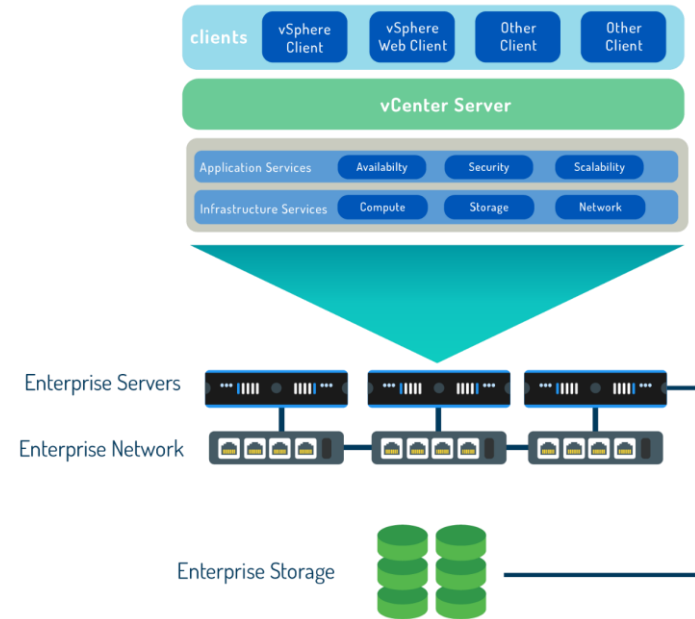 clients
vSphere
Client
vSphere
Web Client
Other
Client
Other
Client
vCenter Server
Application Services
Availabilty
Security
Scalability
Infrastructure Services
Compute
Storage
Network
Enterprise Servers
Enterprise Network
Enterprise Storage